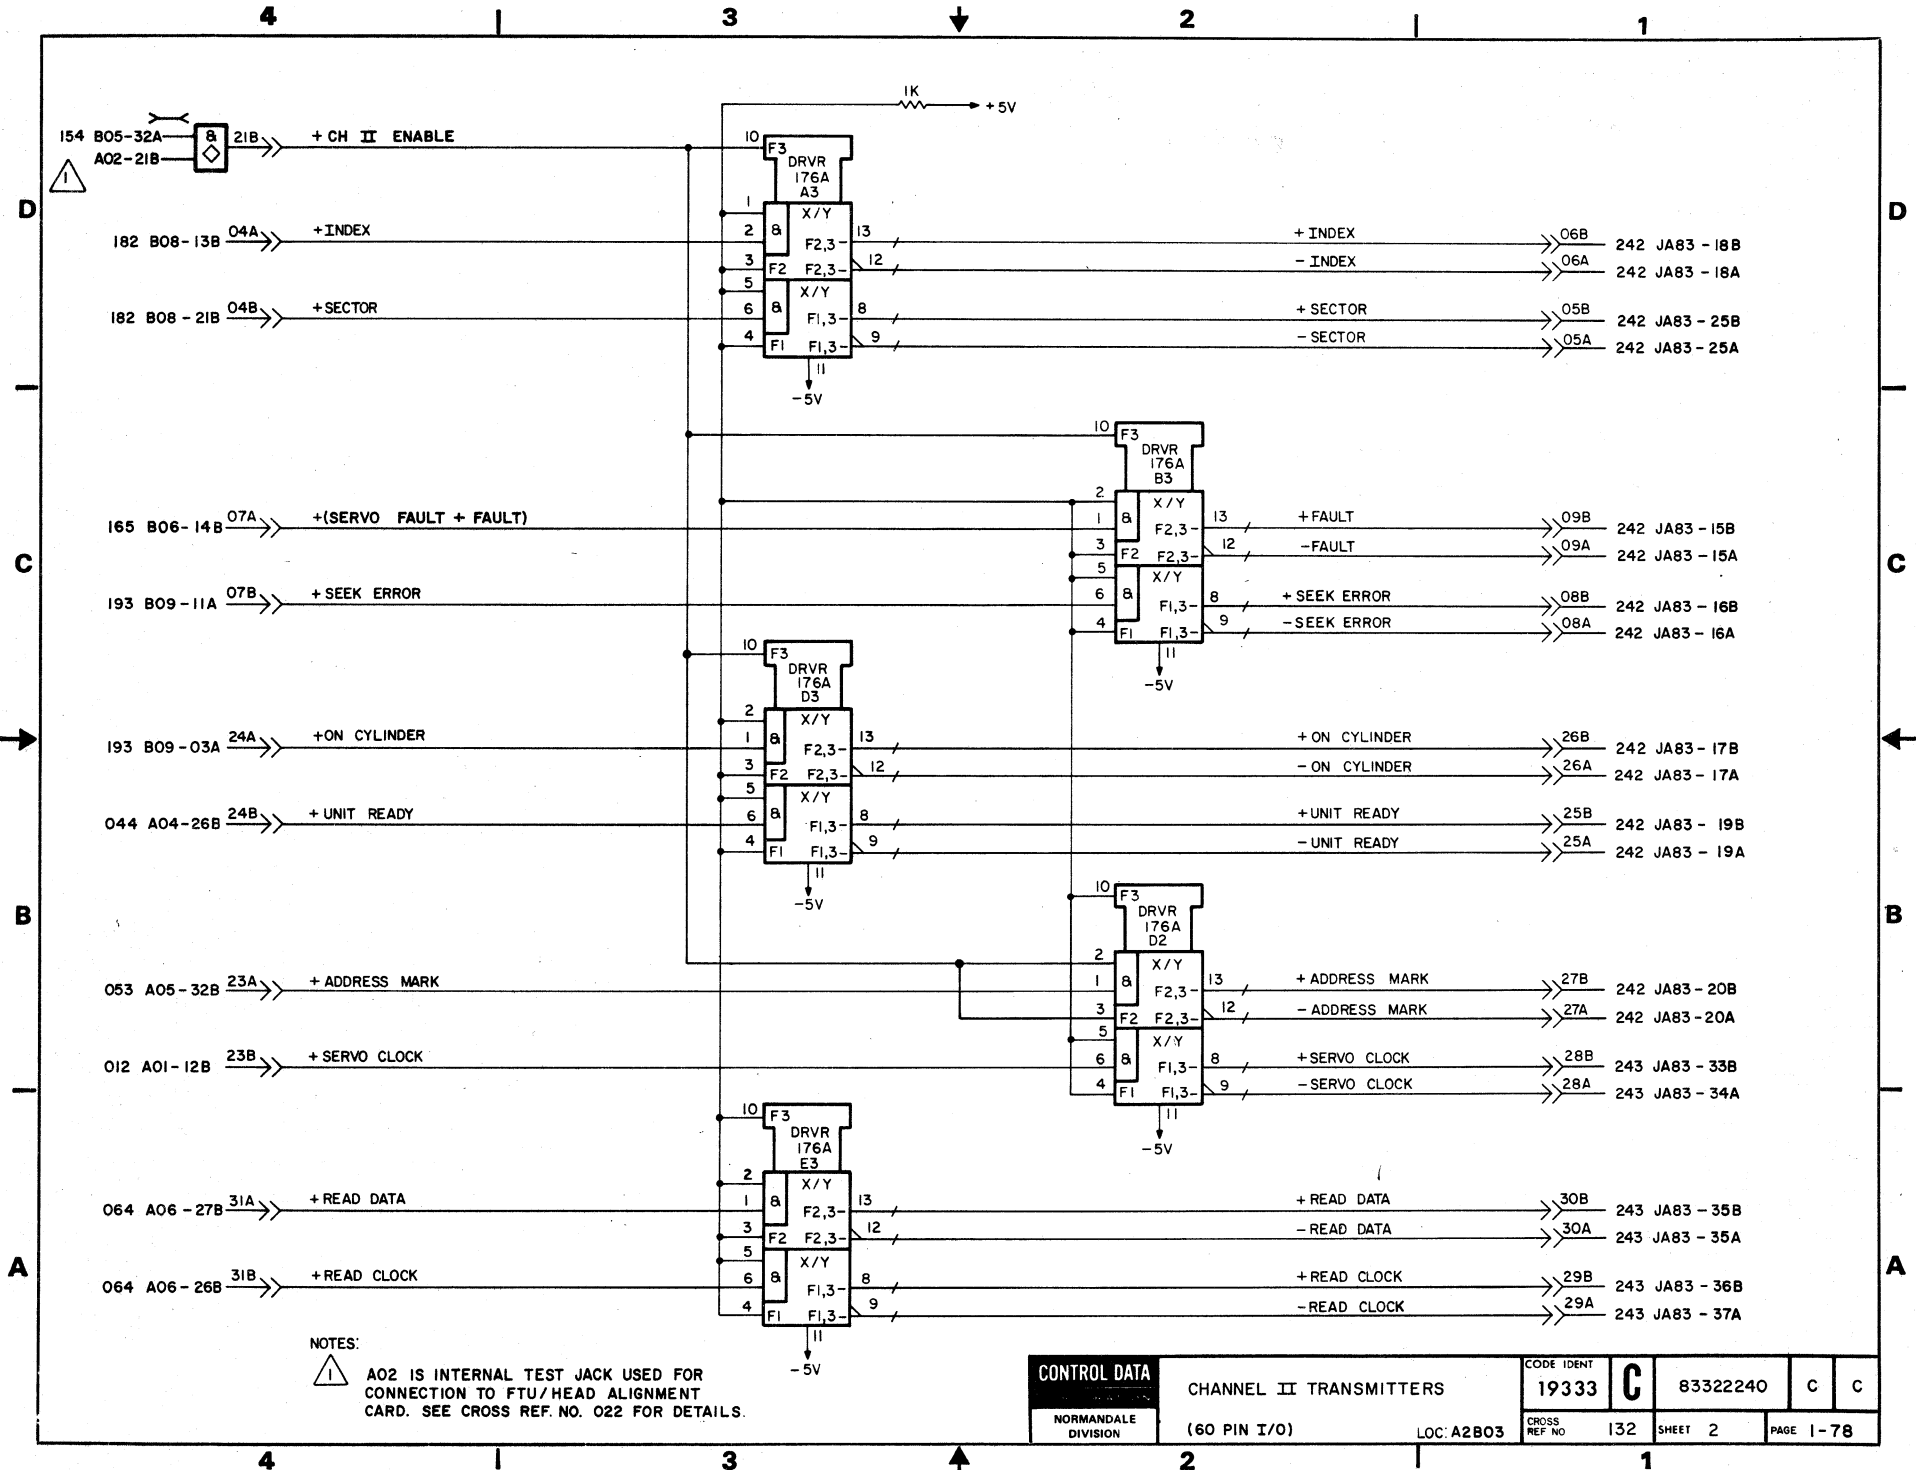 4 3 2 1
1K
+5V
154 B05-32A
A02-21B
&
21B
+ CH II ENABLE
1
10 F3
DRVR
176A
A3
D D
1 X/Y
182 B08-13B 04A +INDEX 2 & F2,3 13 + INDEX 06B 242 JA83-18B
3 F2 F2,3 12 - INDEX 06A 242 JA83-18A
5 X/Y
182 B08-21B 04B +SECTOR 6 & F1,3 8 + SECTOR 05B 242 JA83-25B
4 F1 F1,3 9 - SECTOR 05A 242 JA83-25A
11
-5V
10 F3
DRVR
176A
B3
2 X/Y
165 B06-14B 07A +(SERVO FAULT + FAULT) 1 & F2,3 13 +FAULT 09B 242 JA83-15B
3 F2 F2,3 12 -FAULT 09A 242 JA83-15A
C C
5 X/Y
193 B09-11A 07B + SEEK ERROR 6 & F1,3 8 + SEEK ERROR 08B 242 JA83-16B
4 F1 F1,3 9 -SEEK ERROR 08A 242 JA83-16A
11
-5V
10 F3
DRVR
176A
D3
2 X/Y
193 B09-03A 24A +ON CYLINDER 1 & F2,3 13 + ON CYLINDER 26B 242 JA83-17B
3 F2 F2,3 12 - ON CYLINDER 26A 242 JA83-17A
5 X/Y
044 A04-26B 24B + UNIT READY 6 & F1,3 8 +UNIT READY 25B 242 JA83-19B
4 F1 F1,3 9 -UNIT READY 25A 242 JA83-19A
11
-5V
10 F3
DRVR
176A
D2
B B
2 X/Y
053 A05-32B 23A + ADDRESS MARK 1 & F2,3 13 + ADDRESS MARK 27B 242 JA83-20B
3 F2 F2,3 12 - ADDRESS MARK 27A 242 JA83-20A
5 X/Y
012 A01-12B 23B + SERVO CLOCK 6 & F1,3 8 +SERVO CLOCK 28B 243 JA83-33B
4 F1 F1,3 9 -SERVO CLOCK 28A 243 JA83-34A
11
-5V
10 F3
DRVR
176A
E3
2 X/Y
064 A06-27B 31A + READ DATA 1 & F2,3 13 + READ DATA 30B 243 JA83-35B
3 F2 F2,3 12 -READ DATA 30A 243 JA83-35A
A A
5 X/Y
064 A06-26B 31B +READ CLOCK 6 & F1,3 8 +READ CLOCK 29B 243 JA83-36B
4 F1 F1,3 9 -READ CLOCK 29A 243 JA83-37A
11
-5V
NOTES:
1 A02 IS INTERNAL TEST JACK USED FOR
CONNECTION TO FTU/HEAD ALIGNMENT
CARD. SEE CROSS REF. NO. 022 FOR DETAILS.
CONTROL DATA
NORMANDALE
DIVISION
CHANNEL II TRANSMITTERS
(60 PIN I/O) LOC: A2B03
CODE IDENT
19333 C 83322240 C C
CROSS
REF NO 132 SHEET 2 PAGE 1-78
4 3 2 1